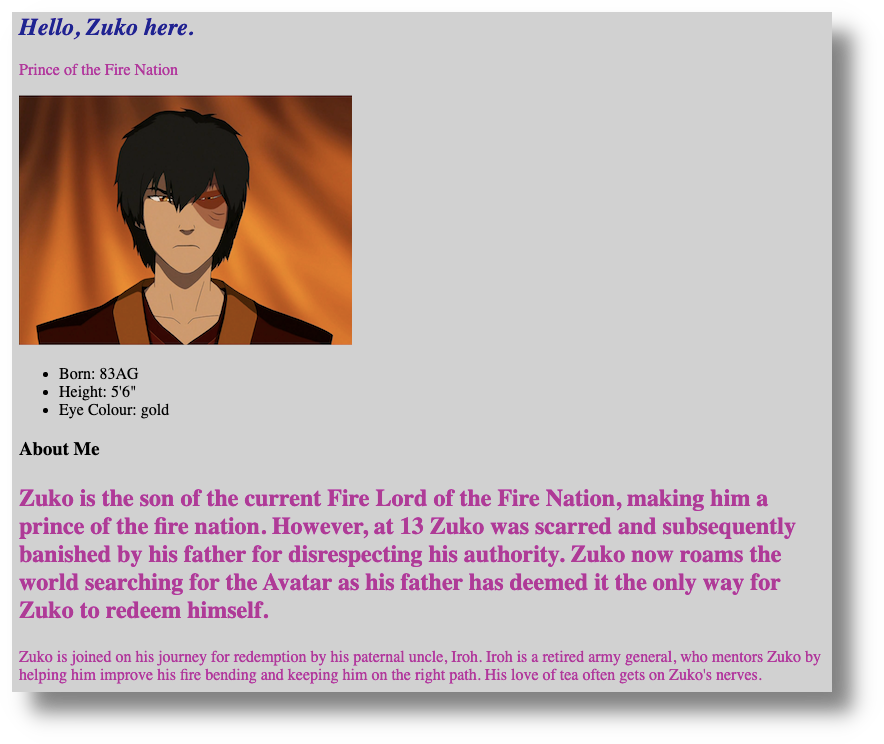 Hello, Zuko here.
Prince of the Fire Nation
• Born: 83AG
• Height: 5'6"
• Eye Colour: gold
About Me
Zuko is the son of the current Fire Lord of the Fire Nation, making him a
prince of the fire nation. However, at 13 Zuko was scarred and subsequently
banished by his father for disrespecting his authority. Zuko now roams the
world searching for the Avatar as his father has deemed it the only way for
Zuko to redeem himself.
Zuko is joined on his journey for redemption by his paternal uncle, Iroh. Iroh is a retired army general, who mentors Zuko by
helping him improve his fire bending and keeping him on the right path. His love of tea often gets on Zuko's nerves.